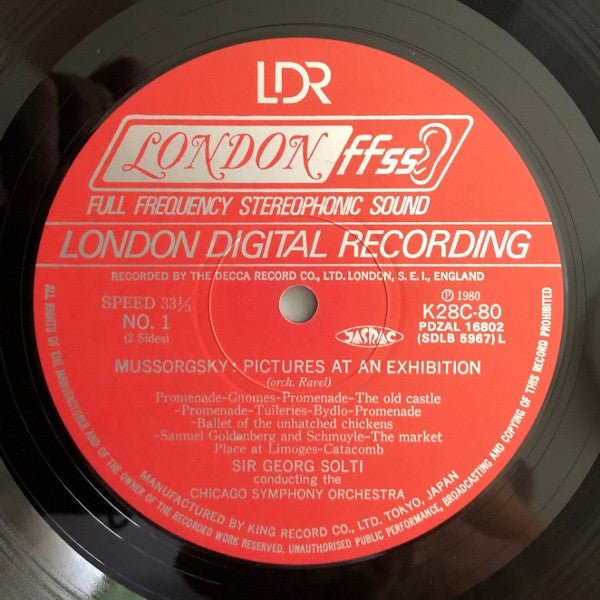 LDR
LONDON ffss
FULL FREQUENCY STEREOPHONIC SOUND
LONDON DIGITAL RECORDING
RECORDED BY THE DECCA RECORD CO., LTD. LONDON, S. E. I., ENGLAND
SPEED 33⅓
NO. 1
(2 Sides)
JASRAC
Ⓟ 1980
K28C-80
PDZAL 16802
(SDLB 5967) L
MUSSORGSKY: PICTURES AT AN EXHIBITION
(orch. Ravel)
Promenade-Gnomes-Promenade-The old castle
-Promenade-Tuileries-Bydlo-Promenade
-Ballet of the unhatched chickens
-Samuel Goldenberg and Schmuyle-The market
Place at Limoges-Catacomb
SIR GEORG SOLTI
conducting the
CHICAGO SYMPHONY ORCHESTRA
MANUFACTURED BY KING RECORD CO., LTD. TOKYO, JAPAN
ALL RIGHTS OF THE MANUFACTURER AND OF THE OWNER OF THE RECORDED WORK RESERVED. UNAUTHORISED PUBLIC PERFORMANCE, BROADCASTING AND COPYING OF THIS RECORD PROHIBITED